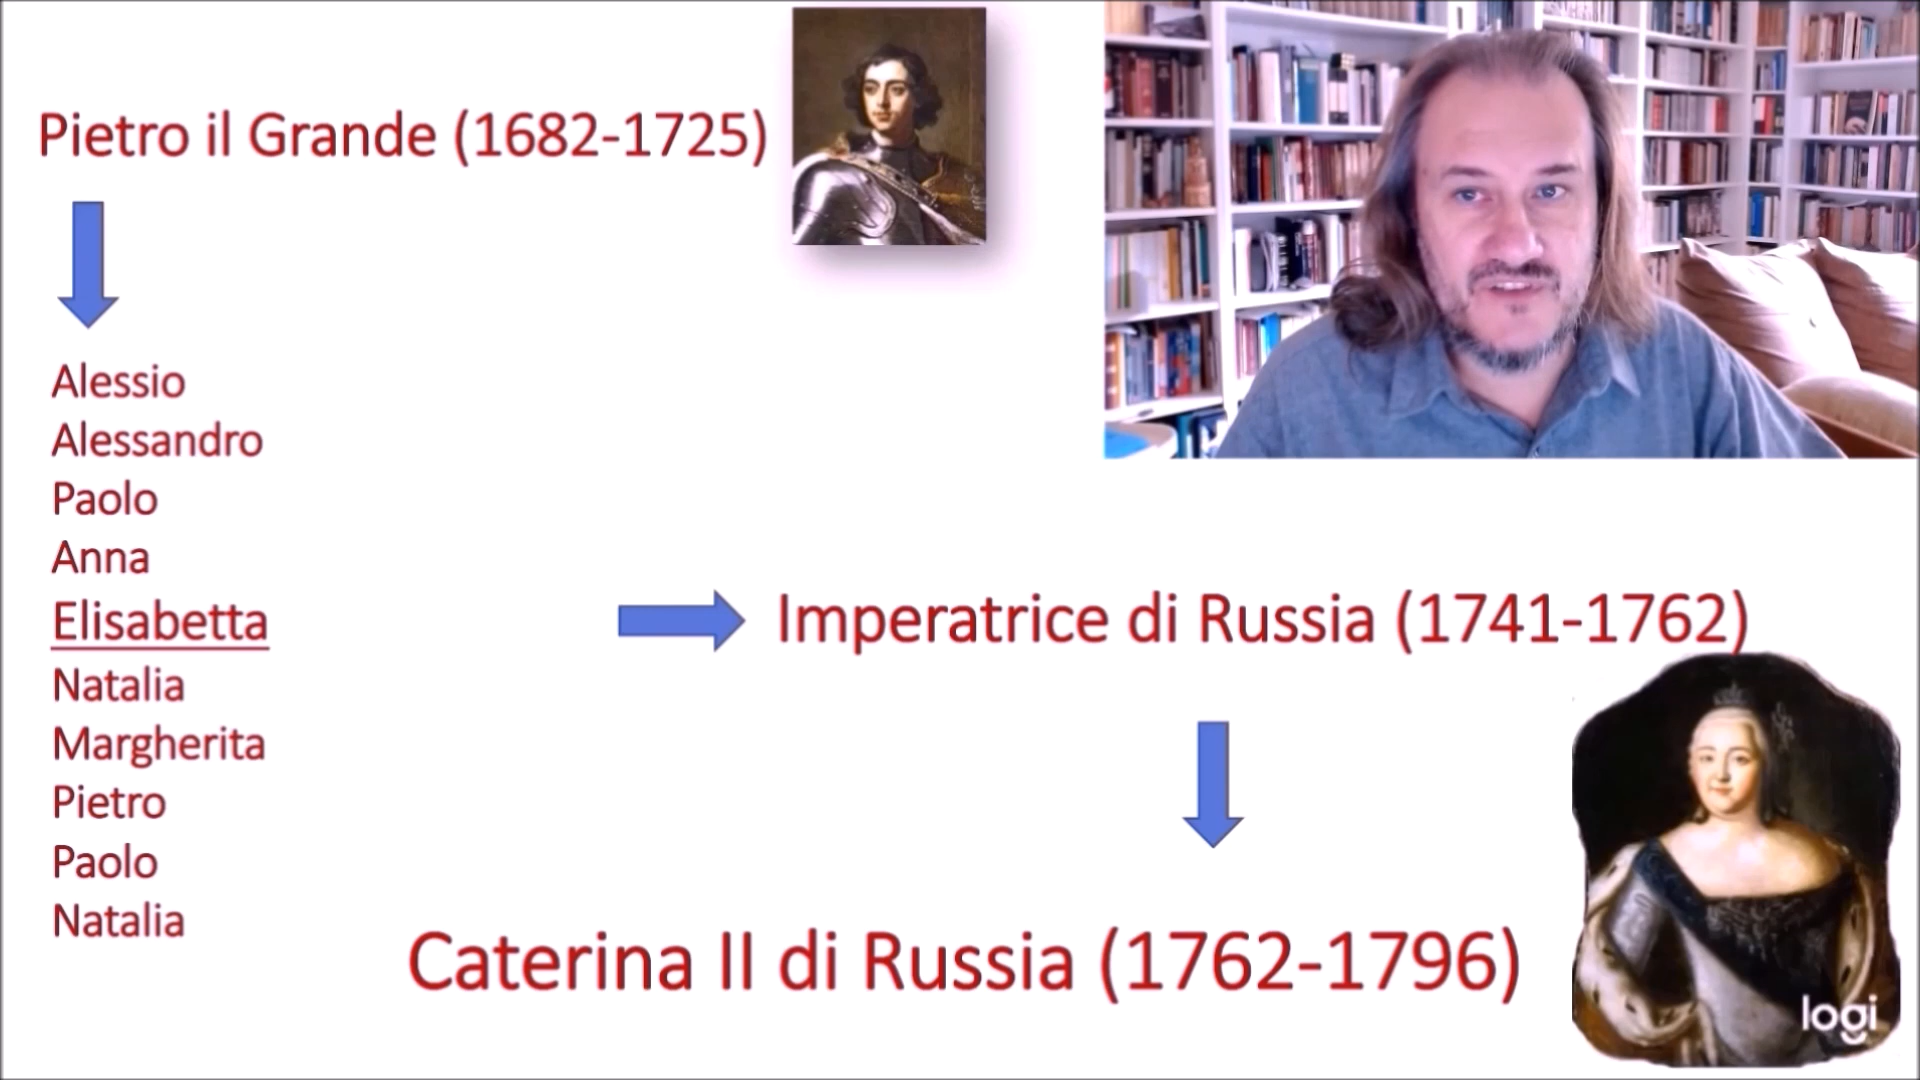 Pietro il Grande (1682-1725)
Alessio
Alessandro
Paolo
Anna
Elisabetta
Imperatrice di Russia (1741-1762)
Natalia
Margherita
Pietro
Paolo
Natalia
Caterina II di Russia (1762-1796)
logi